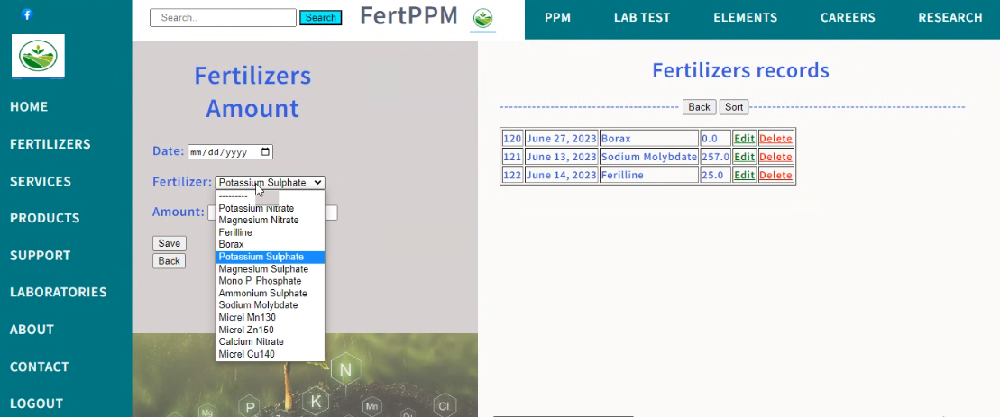 Search..
Search
FertPPM
PPM
LAB TEST
ELEMENTS
CAREERS
RESEARCH
HOME
FERTILIZERS
SERVICES
PRODUCTS
SUPPORT
LABORATORIES
ABOUT
CONTACT
LOGOUT
Fertilizers
Amount
Date: mm/dd/yyyy
Fertilizer: Potassium Sulphate
---------
Potassium Nitrate
Magnesium Nitrate
Ferilline
Borax
Potassium Sulphate
Magnesium Sulphate
Mono P. Phosphate
Ammonium Sulphate
Sodium Molybdate
Micrel Mn130
Micrel Zn150
Calcium Nitrate
Micrel Cu140
Amount:
Save
Back
N
K
P
Mg
Mn
Cu
Cl
Fertilizers records
Back
Sort
120 June 27, 2023 Borax 0.0 Edit Delete
121 June 13, 2023 Sodium Molybdate 257.0 Edit Delete
122 June 14, 2023 Ferilline 25.0 Edit Delete